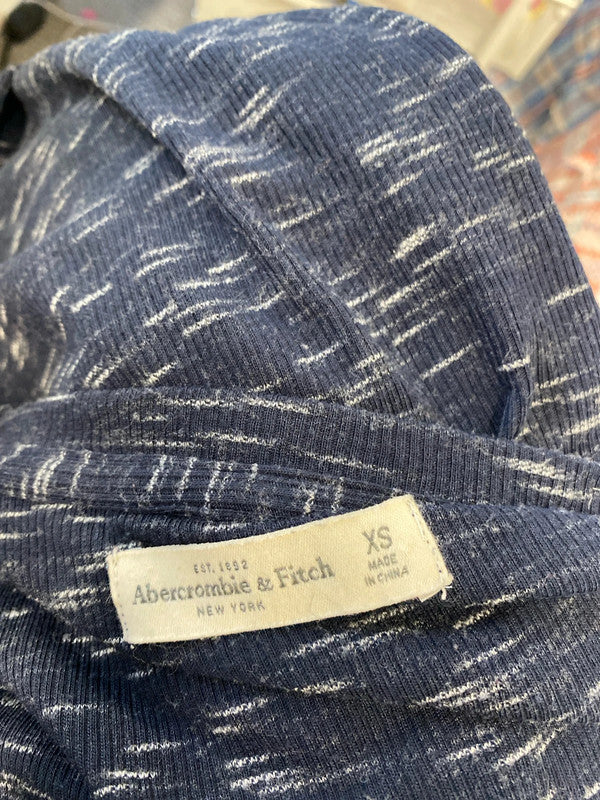 EST. 1892
Abercrombie & Fitch
NEW YORK
XS
MADE
IN CHINA